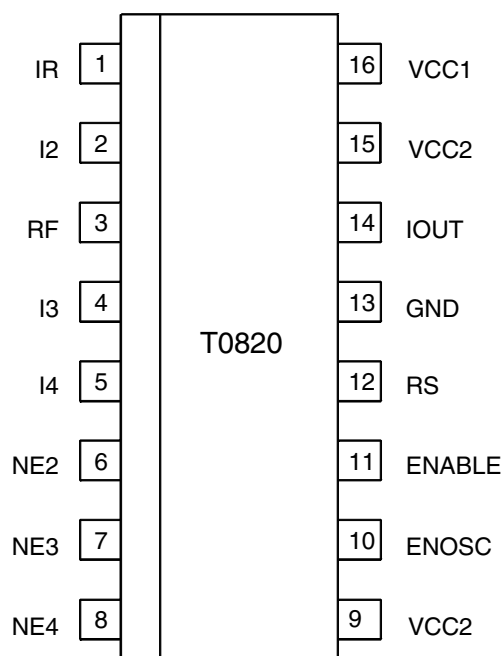 IR 1 16 VCC1
I2 2 15 VCC2
RF 3 14 IOUT
I3 4 13 GND
T0820
I4 5 12 RS
NE2 6 11 ENABLE
NE3 7 10 ENOSC
NE4 8 9 VCC2